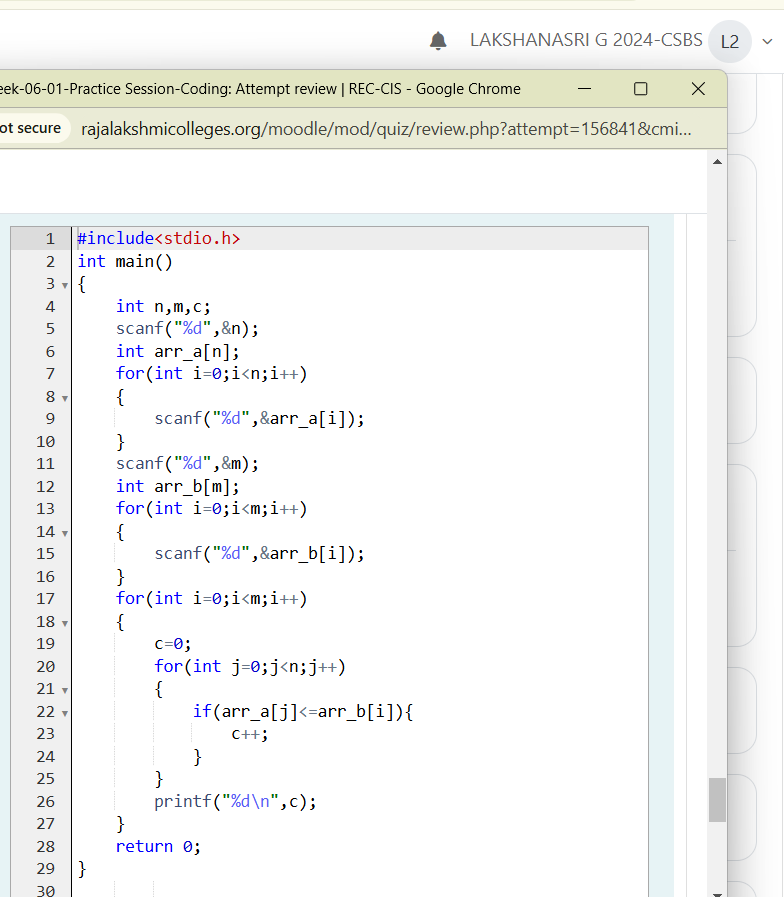 LAKSHANASRI G 2024-CSBS L2
eek-06-01-Practice Session-Coding: Attempt review | REC-CIS - Google Chrome
ot secure rajalakshmicolleges.org/moodle/mod/quiz/review.php?attempt=156841&cmi...
1 #include<stdio.h>
2 int main()
3 {
4     int n,m,c;
5     scanf("%d",&n);
6     int arr_a[n];
7     for(int i=0;i<n;i++)
8     {
9         scanf("%d",&arr_a[i]);
10     }
11     scanf("%d",&m);
12     int arr_b[m];
13     for(int i=0;i<m;i++)
14     {
15         scanf("%d",&arr_b[i]);
16     }
17     for(int i=0;i<m;i++)
18     {
19         c=0;
20         for(int j=0;j<n;j++)
21         {
22             if(arr_a[j]<=arr_b[i]){
23                 c++;
24             }
25         }
26         printf("%d\n",c);
27     }
28     return 0;
29 }
30